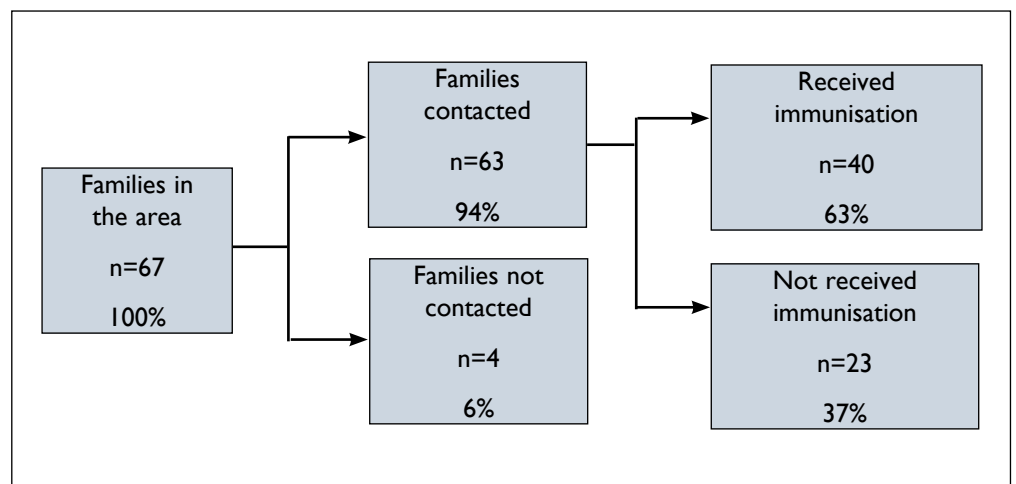 Families in
the area
n=67
100%
Families
contacted
n=63
94%
Families not
contacted
n=4
6%
Received
immunisation
n=40
63%
Not received
immunisation
n=23
37%